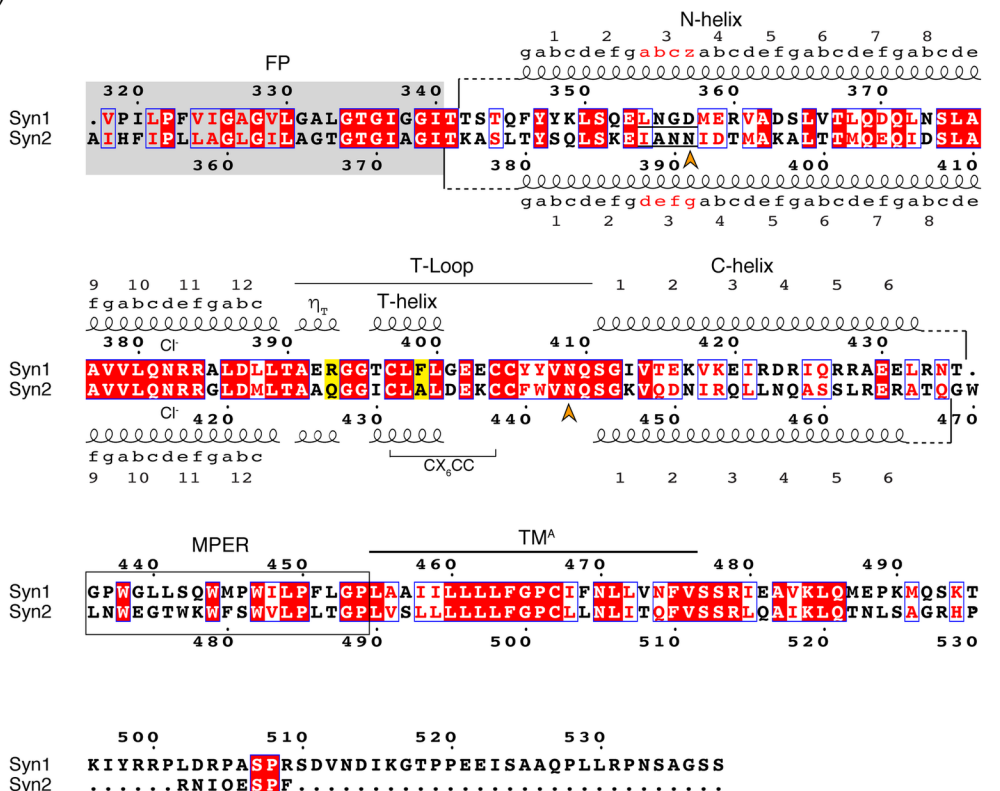 N-helix
FP
1 2 3 4 5 6 7 8
gabcdefgabczabcdefgabcdefgabcde
320 330 340 350 360 370
Syn1 .VPILPFVIGAGVLGALGTGIGGITTSTQFYYKLSQELNGDMERVADSLVTLQDQLNSLA
Syn2 AIHFIPLLAGLGILAGTGTGIAGITKASLTYSQLSKEIANNIDTMAKALTTMQEQIDSLA
360 370 380 390 400 410
gabcdefgdefgabcdefgabcdefgabcde
1 2 3 4 5 6 7 8
T-Loop C-helix
9 10 11 12 1 2 3 4 5 6
fgabcdefgabc ηT T-helix
380 Cl- 390 400 410 420 430
Syn1 AVVLQNRRALDLLTAERGGTCLFLGEECCYYVNQSGIVTEKVKEIRDRIQRRAEELRNT.
Syn2 AVVLQNRRGLDMLTAAQGGICLALDEKCCFWVNQSGKVQDNIRQLLNQASSLRERATQGW
Cl- 420 430 440 450 460 470
fgabcdefgabc CX6CC
9 10 11 12 1 2 3 4 5 6
MPER TMA
440 450 460 470 480 490
Syn1 GPWGLLSQWMPWILPFLGPLAAIILLLLFGPCIFNLLVNFVSSRIEAVKLQMEPKMQSKT
Syn2 LNWEGTWKWFSWVLPLTGPLVSLLLLLLFGPCLLNLITQFVSSRLQAIKLQTNLSAGRHP
480 490 500 510 520 530
500 510 520 530
Syn1 KIYRRPLDRPASPRSDVNDIKGTPPEEISAAQPLLRPNSAGSS
Syn2 ......RNIQESPF.............................